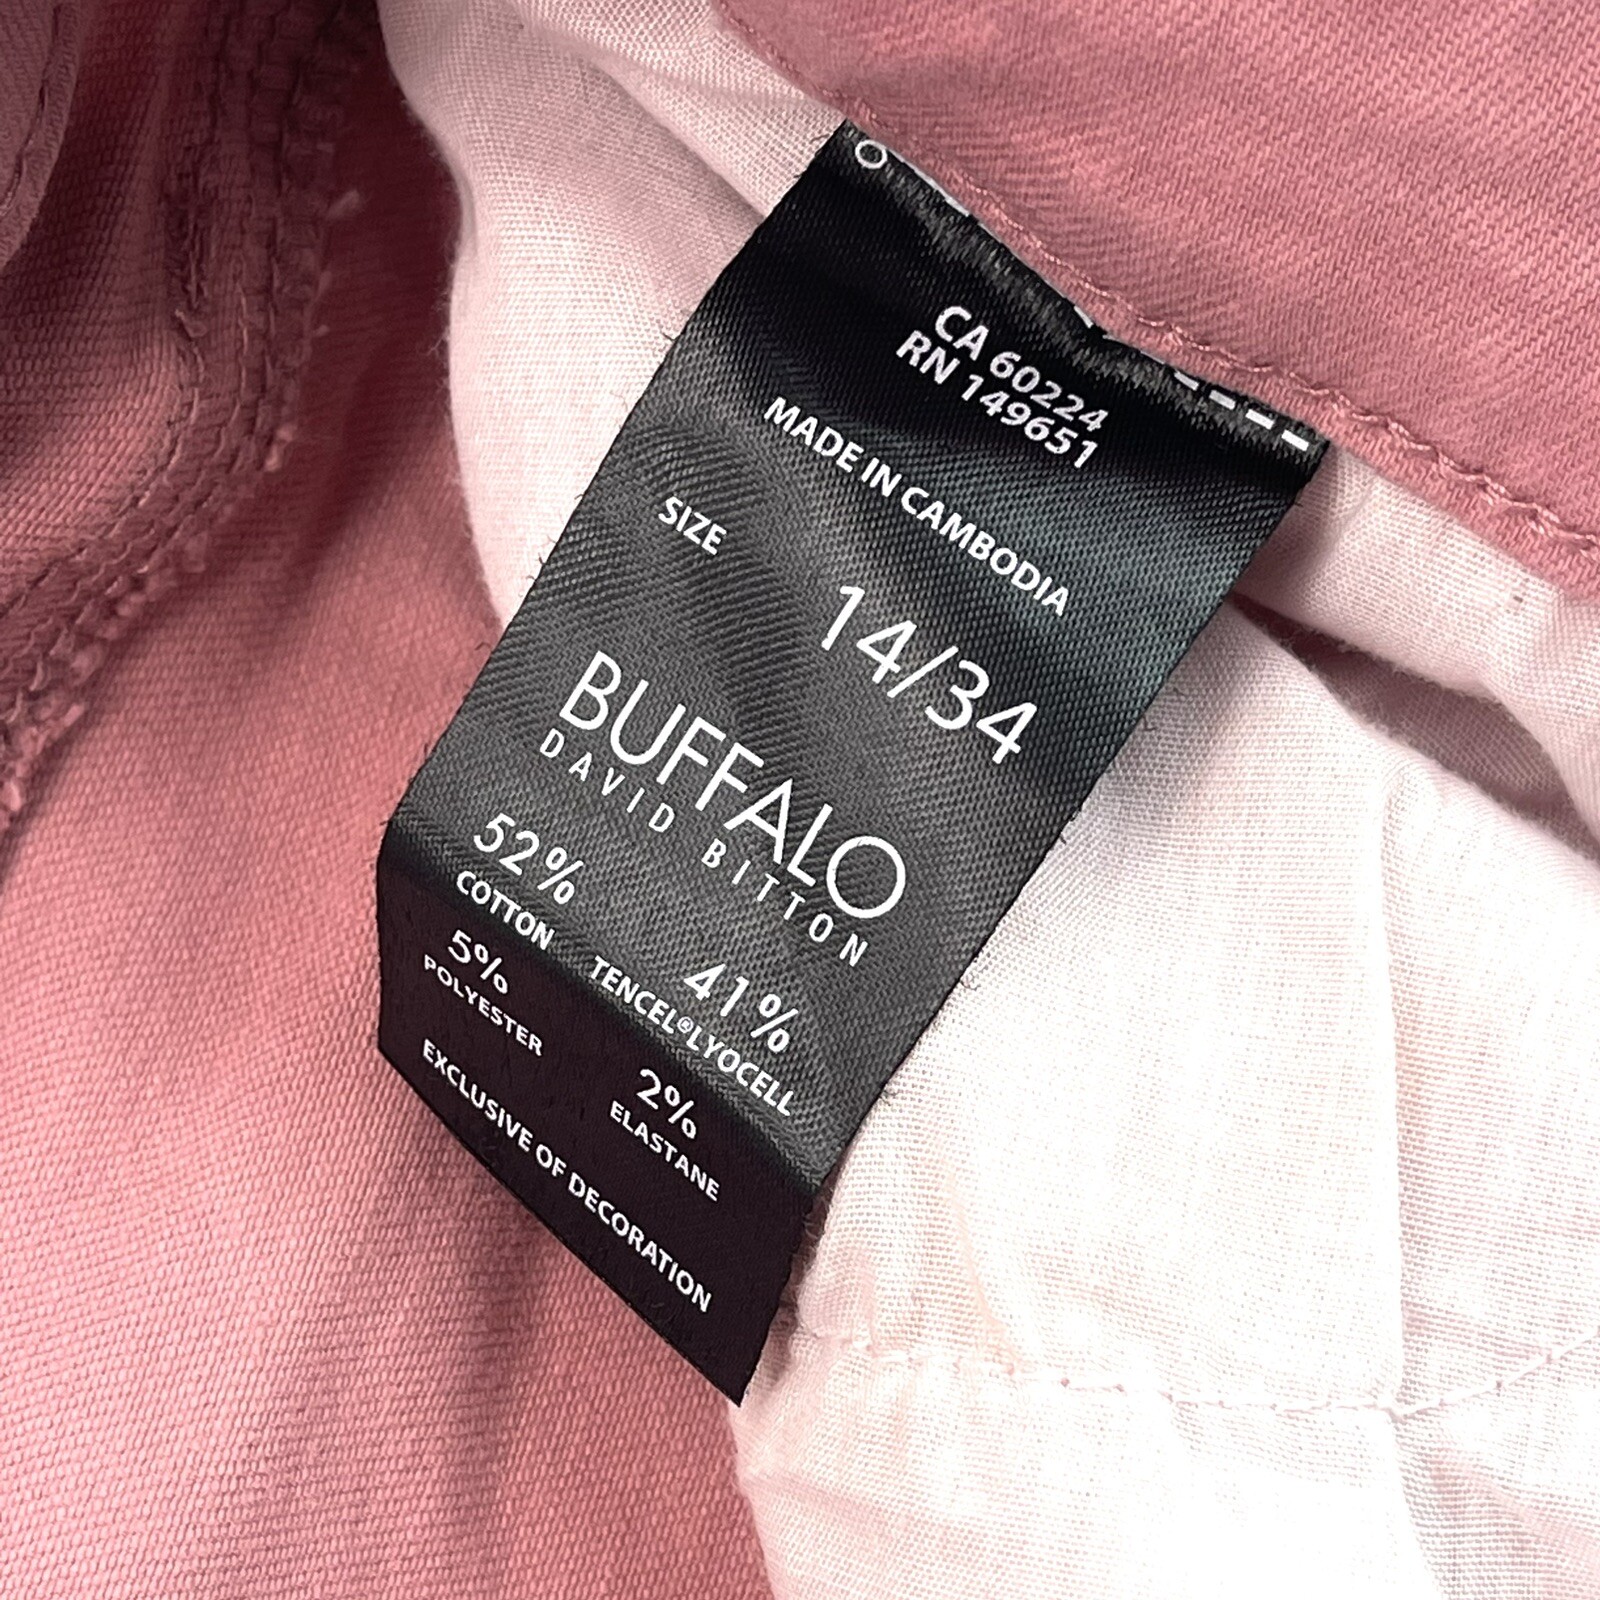 CA 60224
RN 149651
MADE IN CAMBODIA
SIZE
14/34
BUFFALO
DAVID BITTON
52%
COTTON
41%
TENCEL®LYOCELL
5%
POLYESTER
2%
ELASTANE
EXCLUSIVE OF DECORATION